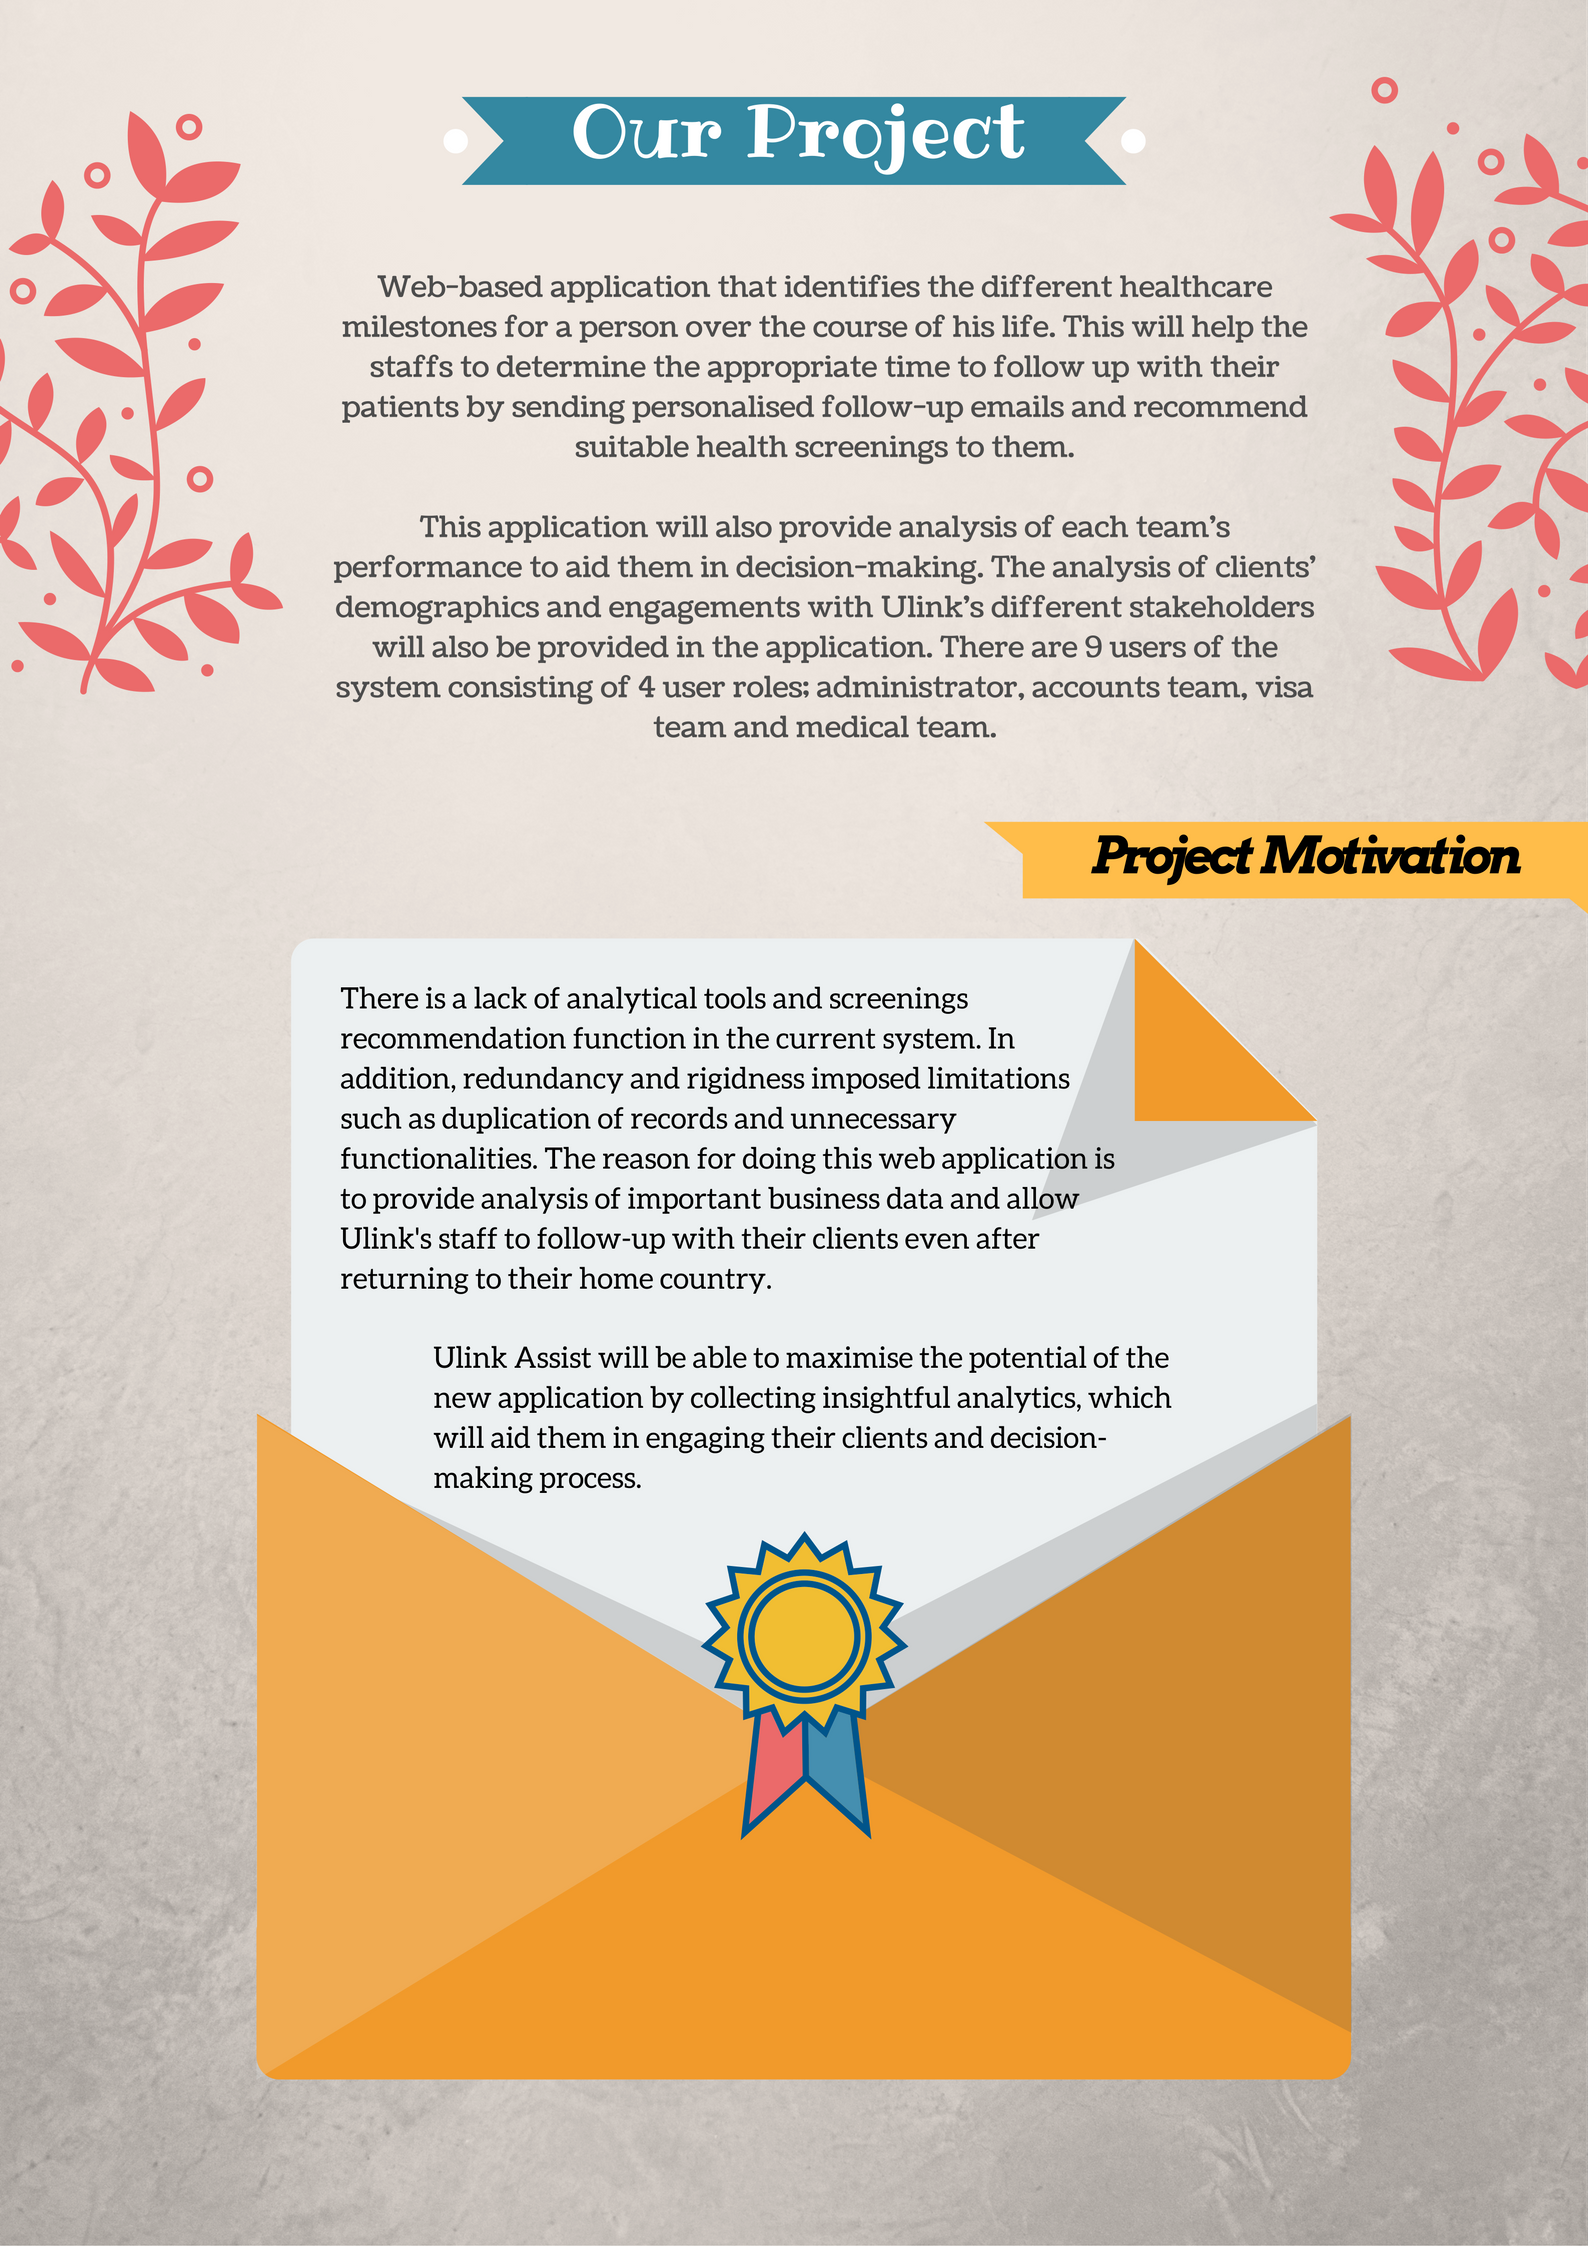 Our Project
Web-based application that identifies the different healthcare
milestones for a person over the course of his life. This will help the
staffs to determine the appropriate time to follow up with their
patients by sending personalised follow-up emails and recommend
suitable health screenings to them.
This application will also provide analysis of each team’s
performance to aid them in decision-making. The analysis of clients’
demographics and engagements with Ulink’s different stakeholders
will also be provided in the application. There are 9 users of the
system consisting of 4 user roles; administrator, accounts team, visa
team and medical team.
Project Motivation
There is a lack of analytical tools and screenings
recommendation function in the current system. In
addition, redundancy and rigidness imposed limitations
such as duplication of records and unnecessary
functionalities. The reason for doing this web application is
to provide analysis of important business data and allow
Ulink's staff to follow-up with their clients even after
returning to their home country.
Ulink Assist will be able to maximise the potential of the
new application by collecting insightful analytics, which
will aid them in engaging their clients and decision-
making process.